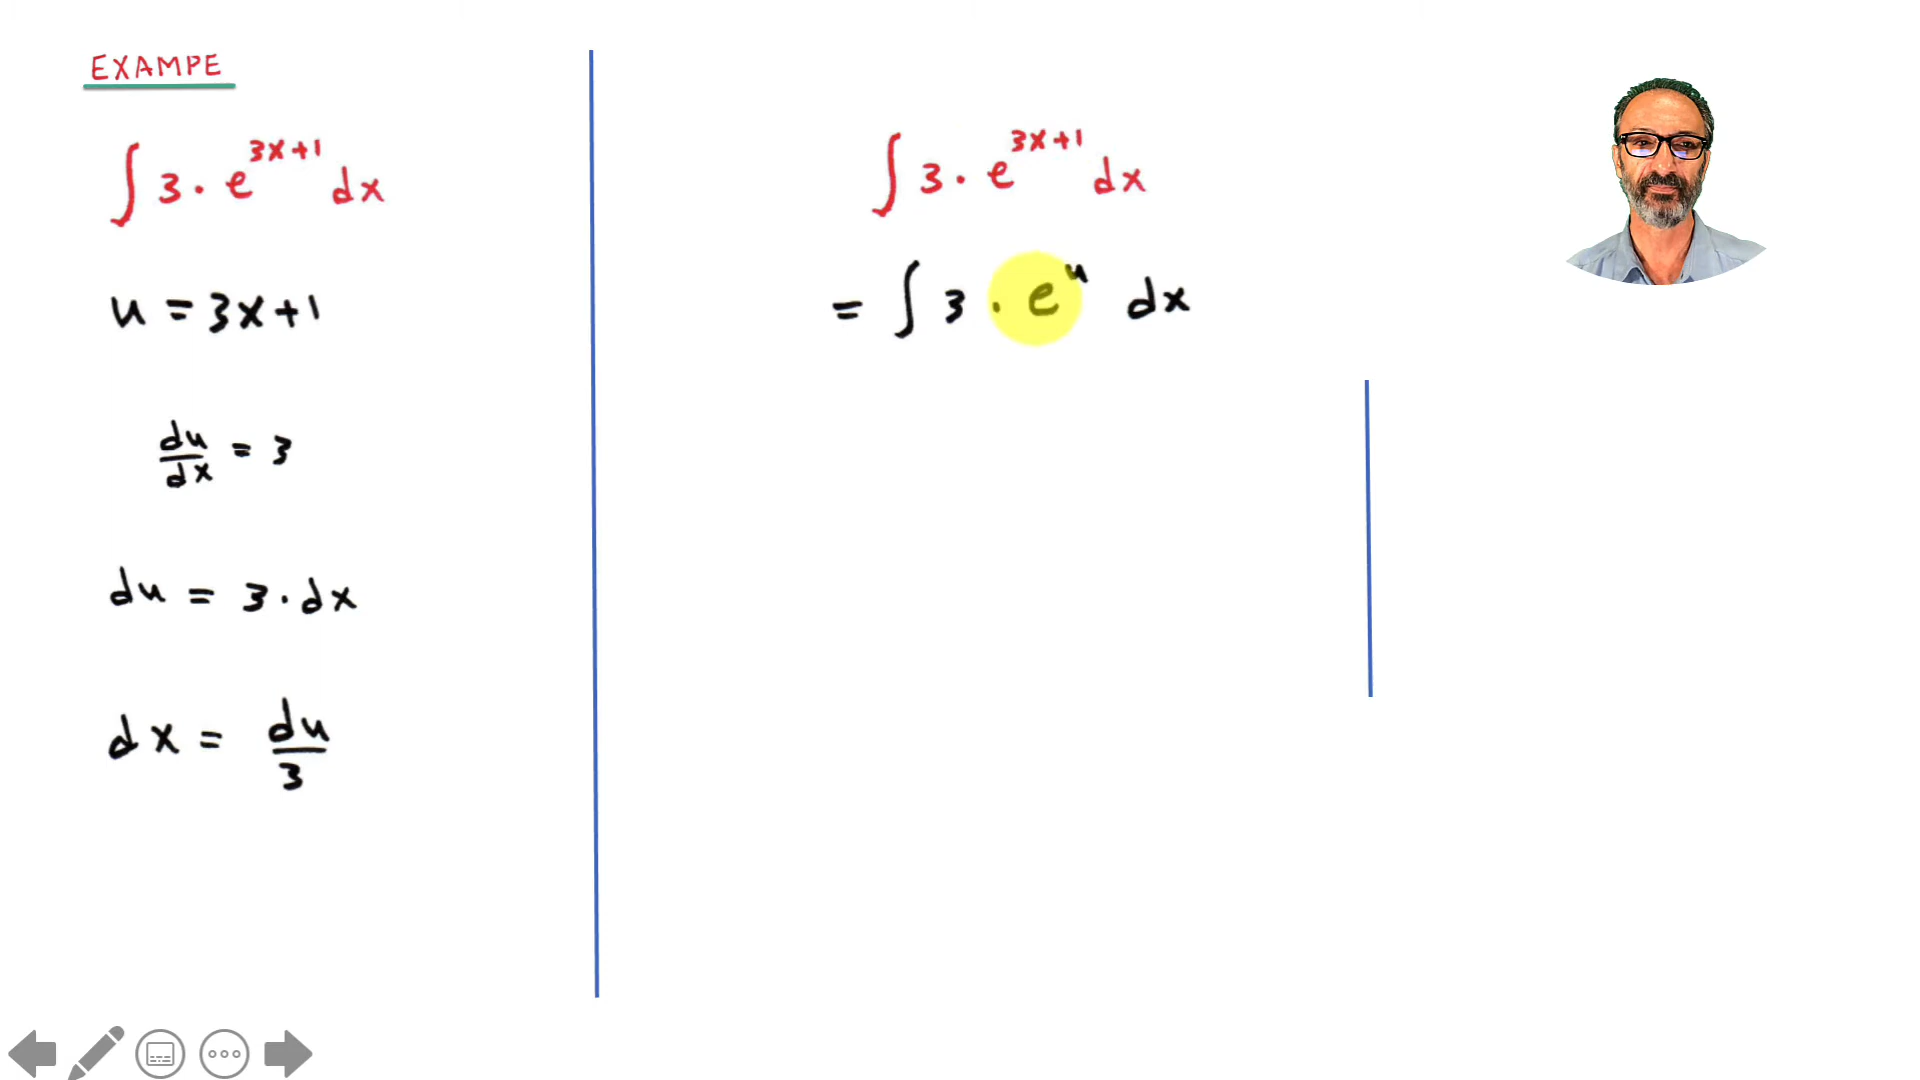 EXAMPE
∫ 3 · e^{3x+1} dx
u = 3x+1
du/dx = 3
du = 3 · dx
dx = du/3
∫ 3 · e^{3x+1} dx
= ∫ 3 · e^u dx